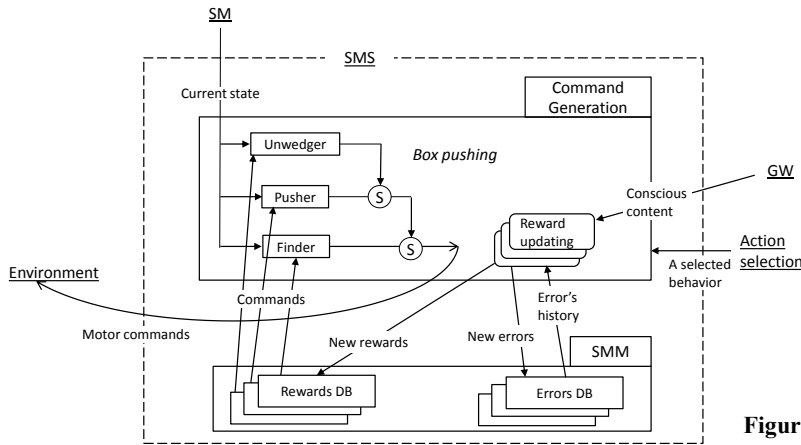 SM
SMS
Current state
Command
Generation
Unwedger
Box pushing
Pusher
S
GW
Conscious
content
Reward
updating
Finder
S
Action
selection
A selected
behavior
Environment
Commands
Error's
history
Motor commands
New rewards
New errors
SMM
Rewards DB
Errors DB
Figur